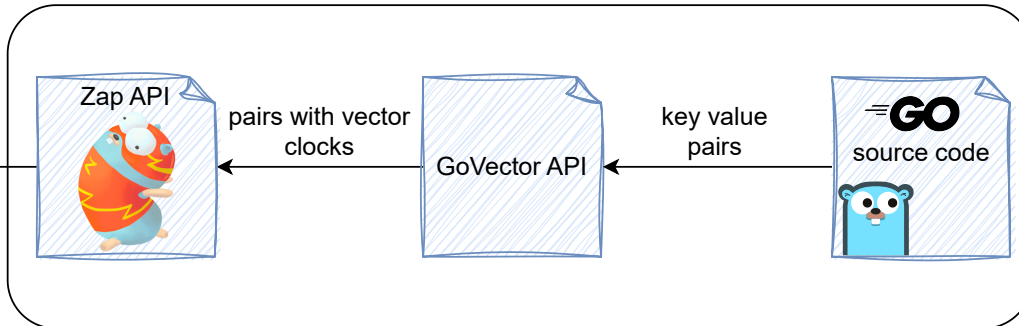 Zap API
pairs with vector
clocks
GoVector API
key value
pairs
GO
source code